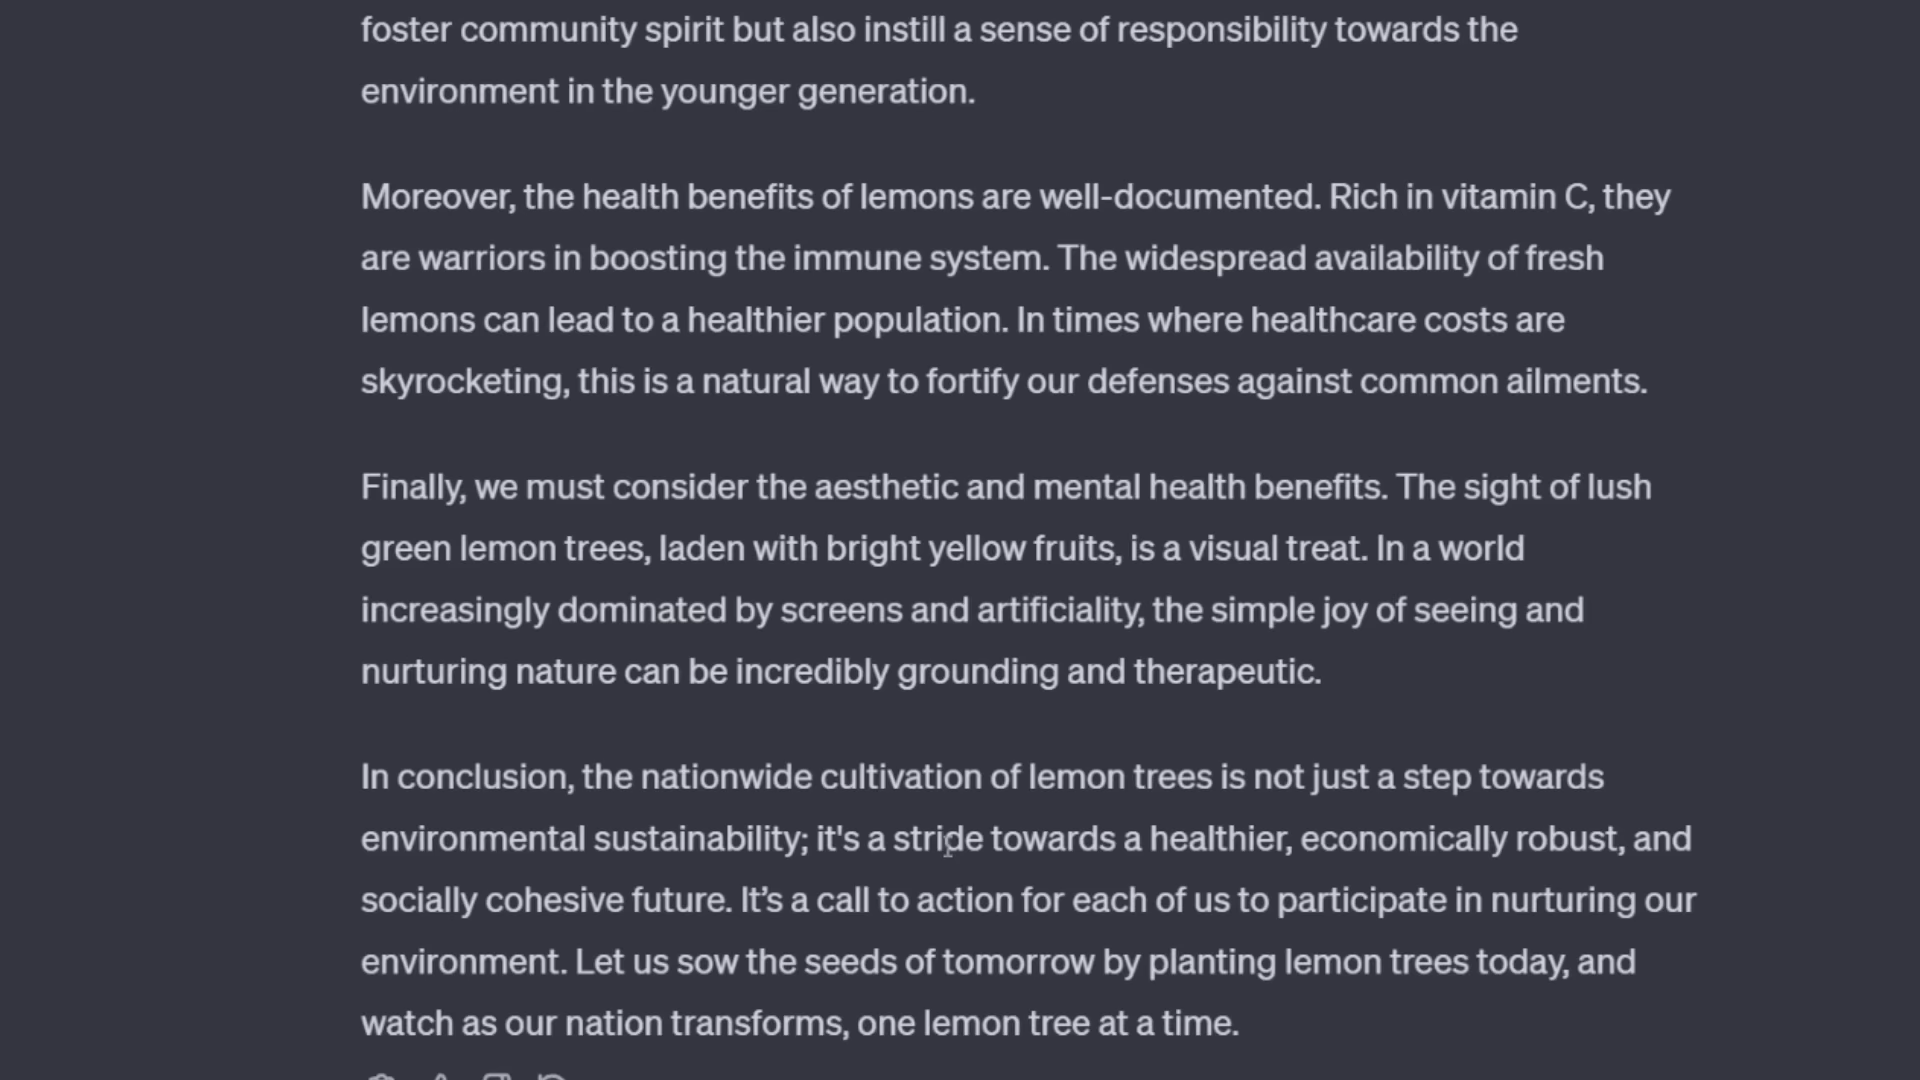 foster community spirit but also instill a sense of responsibility towards the
environment in the younger generation.
Moreover, the health benefits of lemons are well-documented. Rich in vitamin C, they
are warriors in boosting the immune system. The widespread availability of fresh
lemons can lead to a healthier population. In times where healthcare costs are
skyrocketing, this is a natural way to fortify our defenses against common ailments.
Finally, we must consider the aesthetic and mental health benefits. The sight of lush
green lemon trees, laden with bright yellow fruits, is a visual treat. In a world
increasingly dominated by screens and artificiality, the simple joy of seeing and
nurturing nature can be incredibly grounding and therapeutic.
In conclusion, the nationwide cultivation of lemon trees is not just a step towards
environmental sustainability; it's a stride towards a healthier, economically robust, and
socially cohesive future. It’s a call to action for each of us to participate in nurturing our
environment. Let us sow the seeds of tomorrow by planting lemon trees today, and
watch as our nation transforms, one lemon tree at a time.